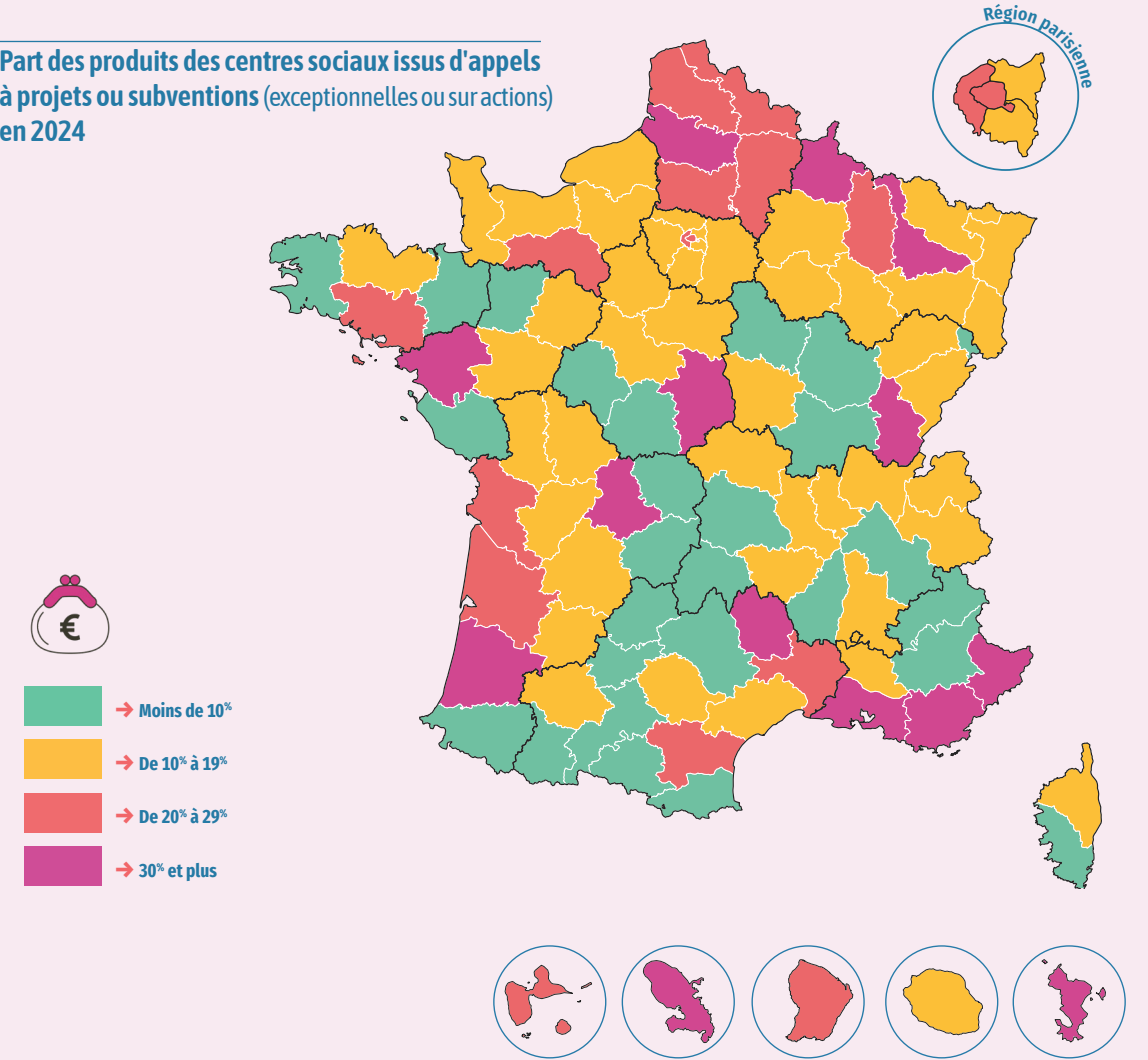 Part des produits des centres sociaux issus d'appels
à projets ou subventions (exceptionnelles ou sur actions)
en 2024
Région parisienne
€
→ Moins de 10%
→ De 10% à 19%
→ De 20% à 29%
→ 30% et plus